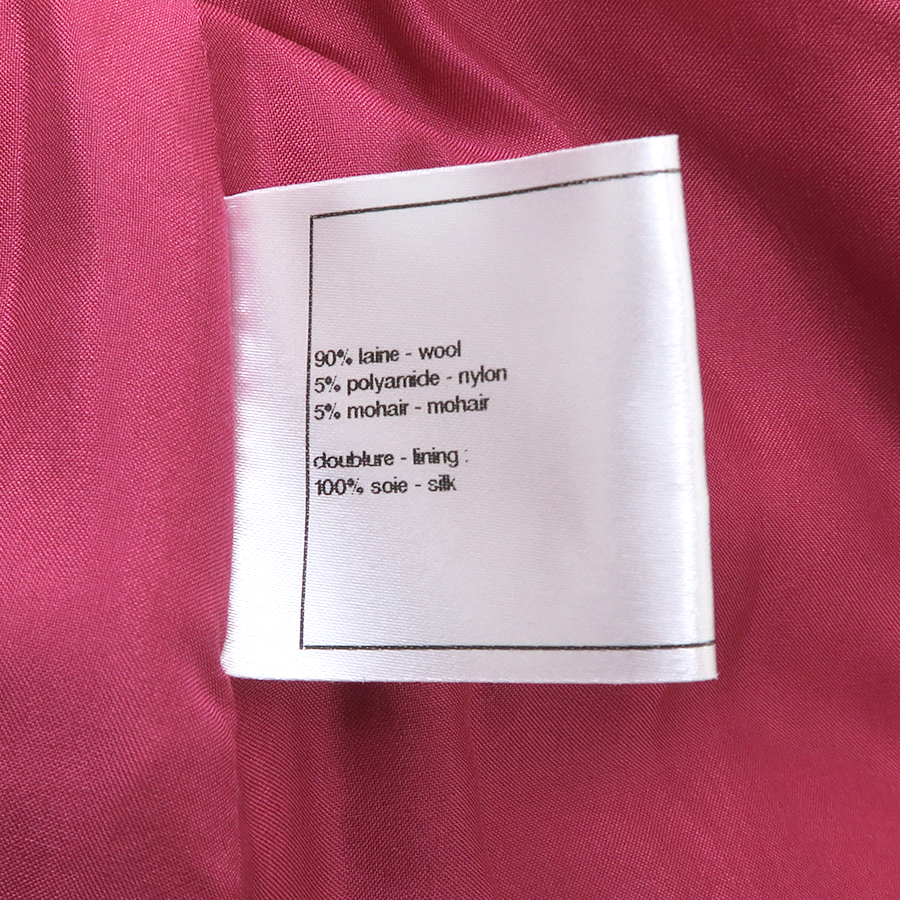 90% laine - wool
5% polyamide - nylon
5% mohair - mohair
doublure - lining :
100% soie - silk